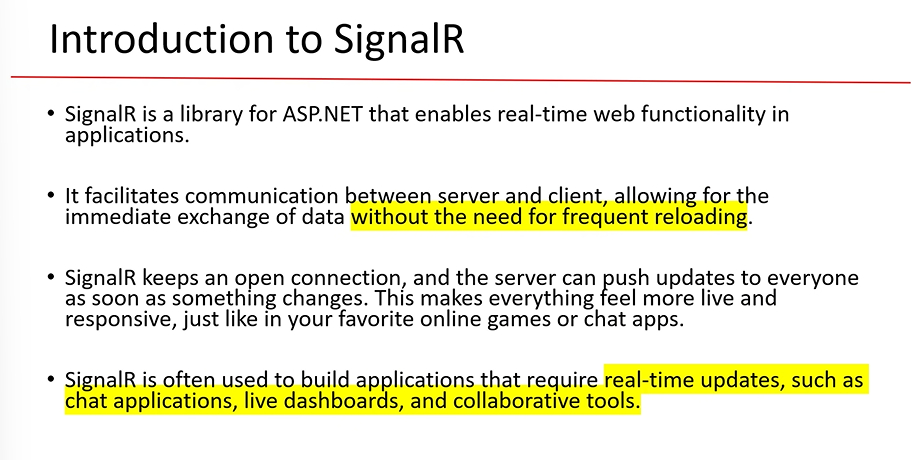 Introduction to SignalR
• SignalR is a library for ASP.NET that enables real-time web functionality in
applications.
• It facilitates communication between server and client, allowing for the
immediate exchange of data without the need for frequent reloading.
• SignalR keeps an open connection, and the server can push updates to everyone
as soon as something changes. This makes everything feel more live and
responsive, just like in your favorite online games or chat apps.
• SignalR is often used to build applications that require real-time updates, such as
chat applications, live dashboards, and collaborative tools.